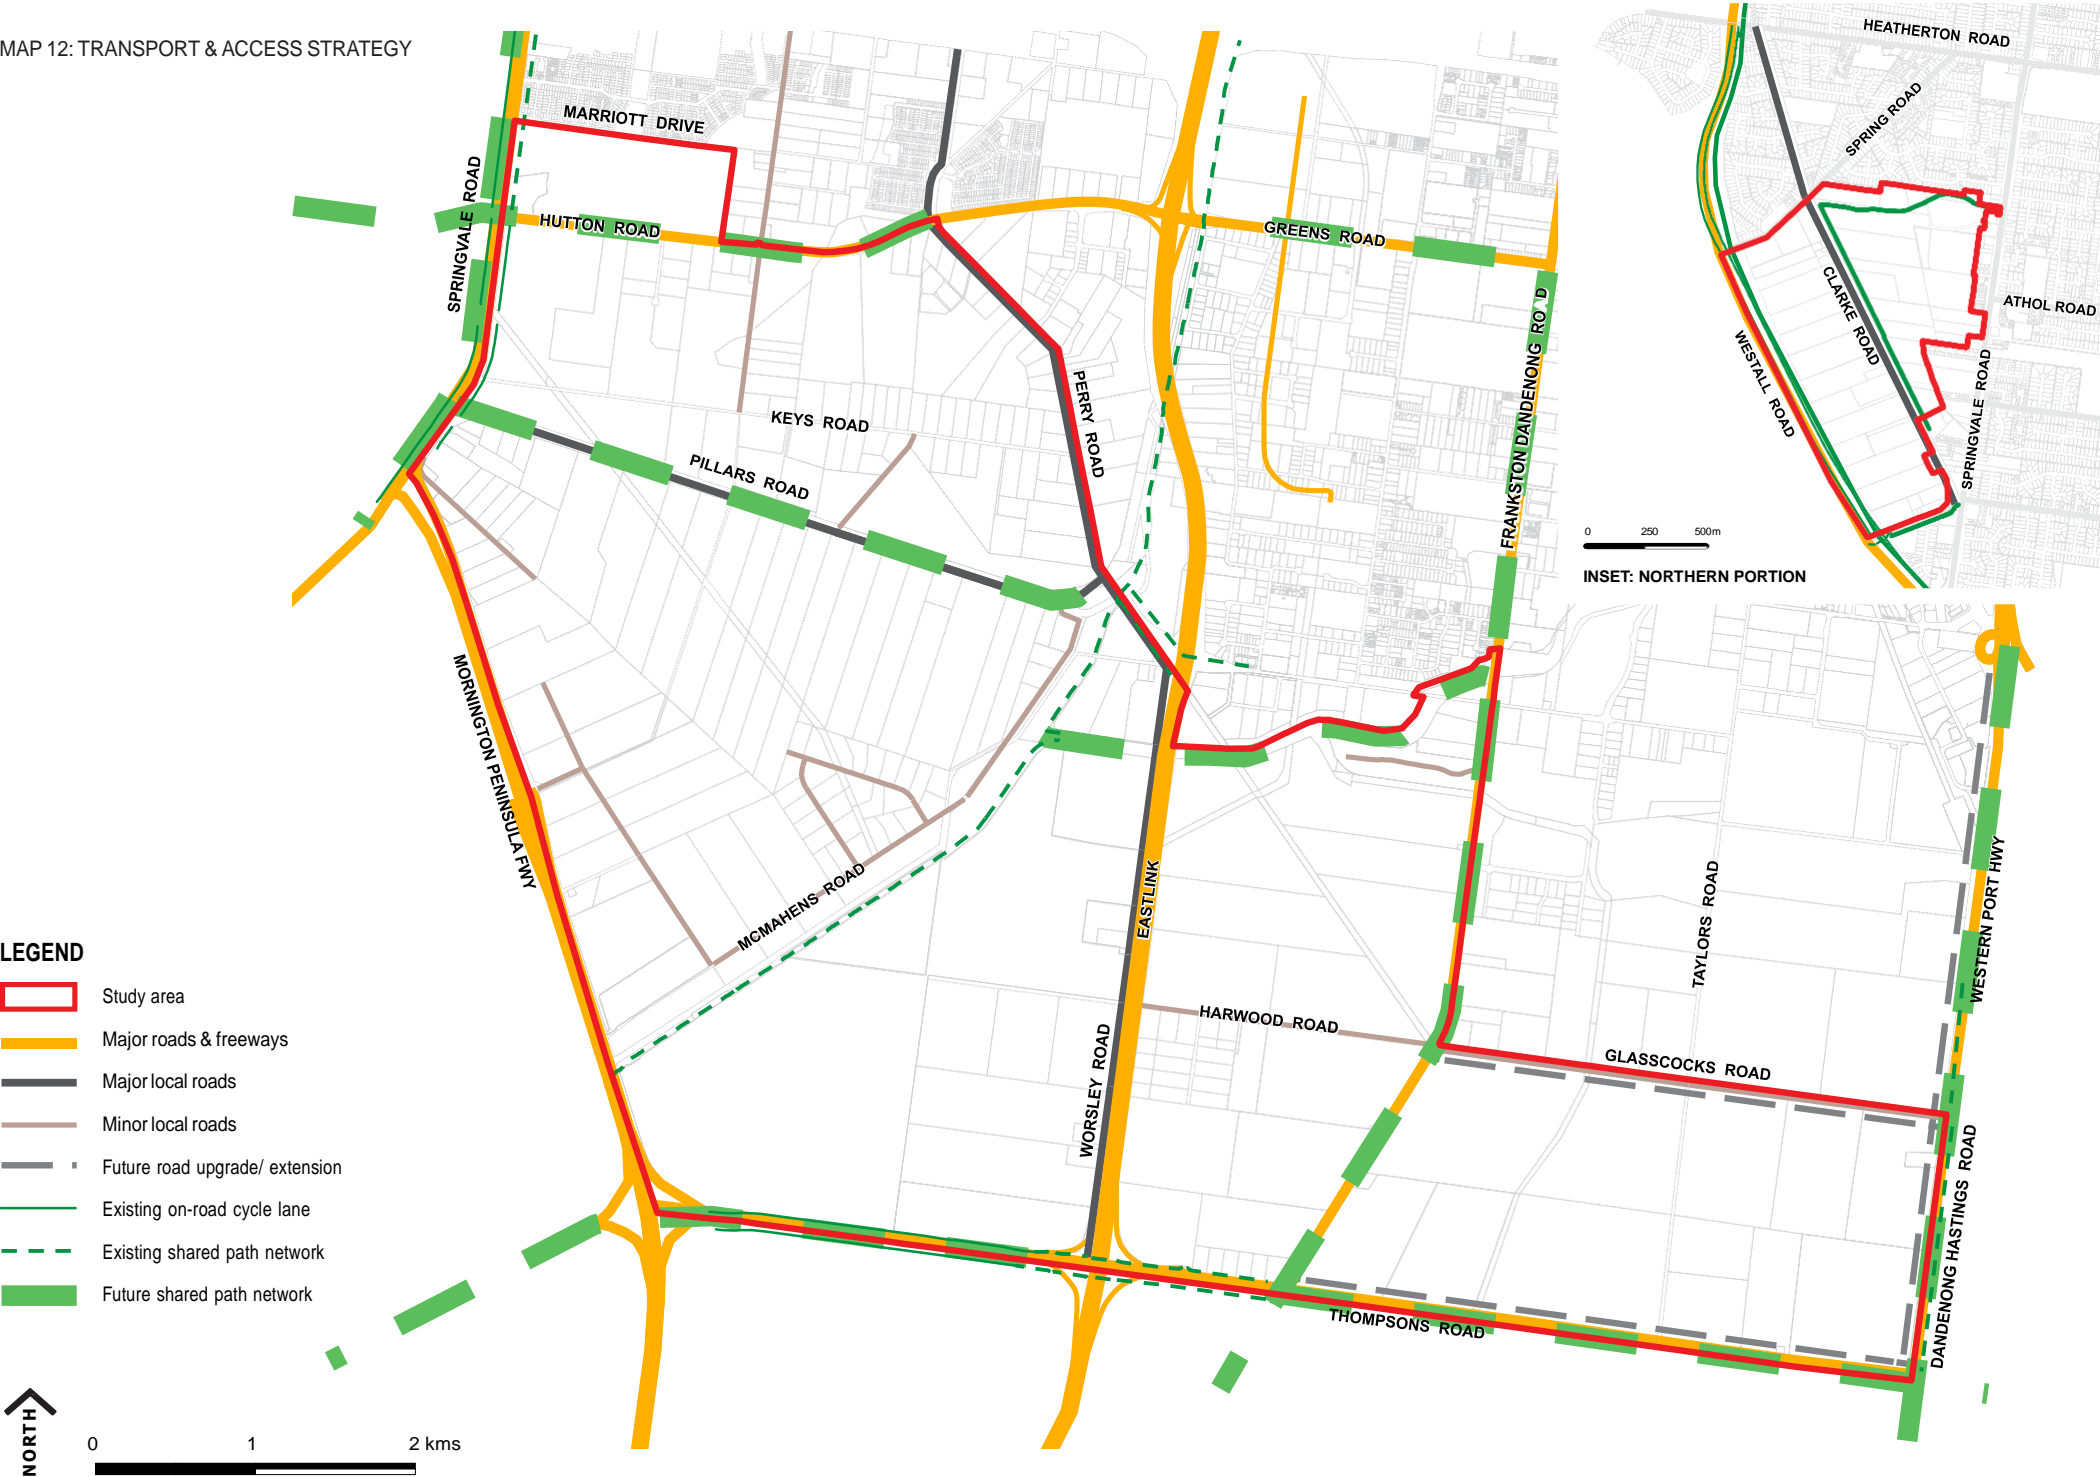 MAP 12: TRANSPORT & ACCESS STRATEGY
HEATHERTON ROAD
SPRING ROAD
CLARKE ROAD
ATHOL ROAD
WESTALL ROAD
SPRINGVALE ROAD
0 250 500m
INSET: NORTHERN PORTION
MARRIOTT DRIVE
SPRINGVALE ROAD
HUTTON ROAD
GREENS ROAD
FRANKSTON DANDENONG RO D
KEYS ROAD
PERRY ROAD
PILLARS ROAD
MORNINGTON PENINSULA FWY
MCMAHENS ROAD
EASTLINK
TAYLORS ROAD
WESTERN PORT HWY
HARWOOD ROAD
WORSLEY ROAD
GLASSCOCKS ROAD
DANDENONG HASTINGS ROAD
THOMPSONS ROAD
LEGEND
Study area
Major roads & freeways
Major local roads
Minor local roads
Future road upgrade/ extension
Existing on-road cycle lane
Existing shared path network
Future shared path network
NORTH
0 1 2 kms